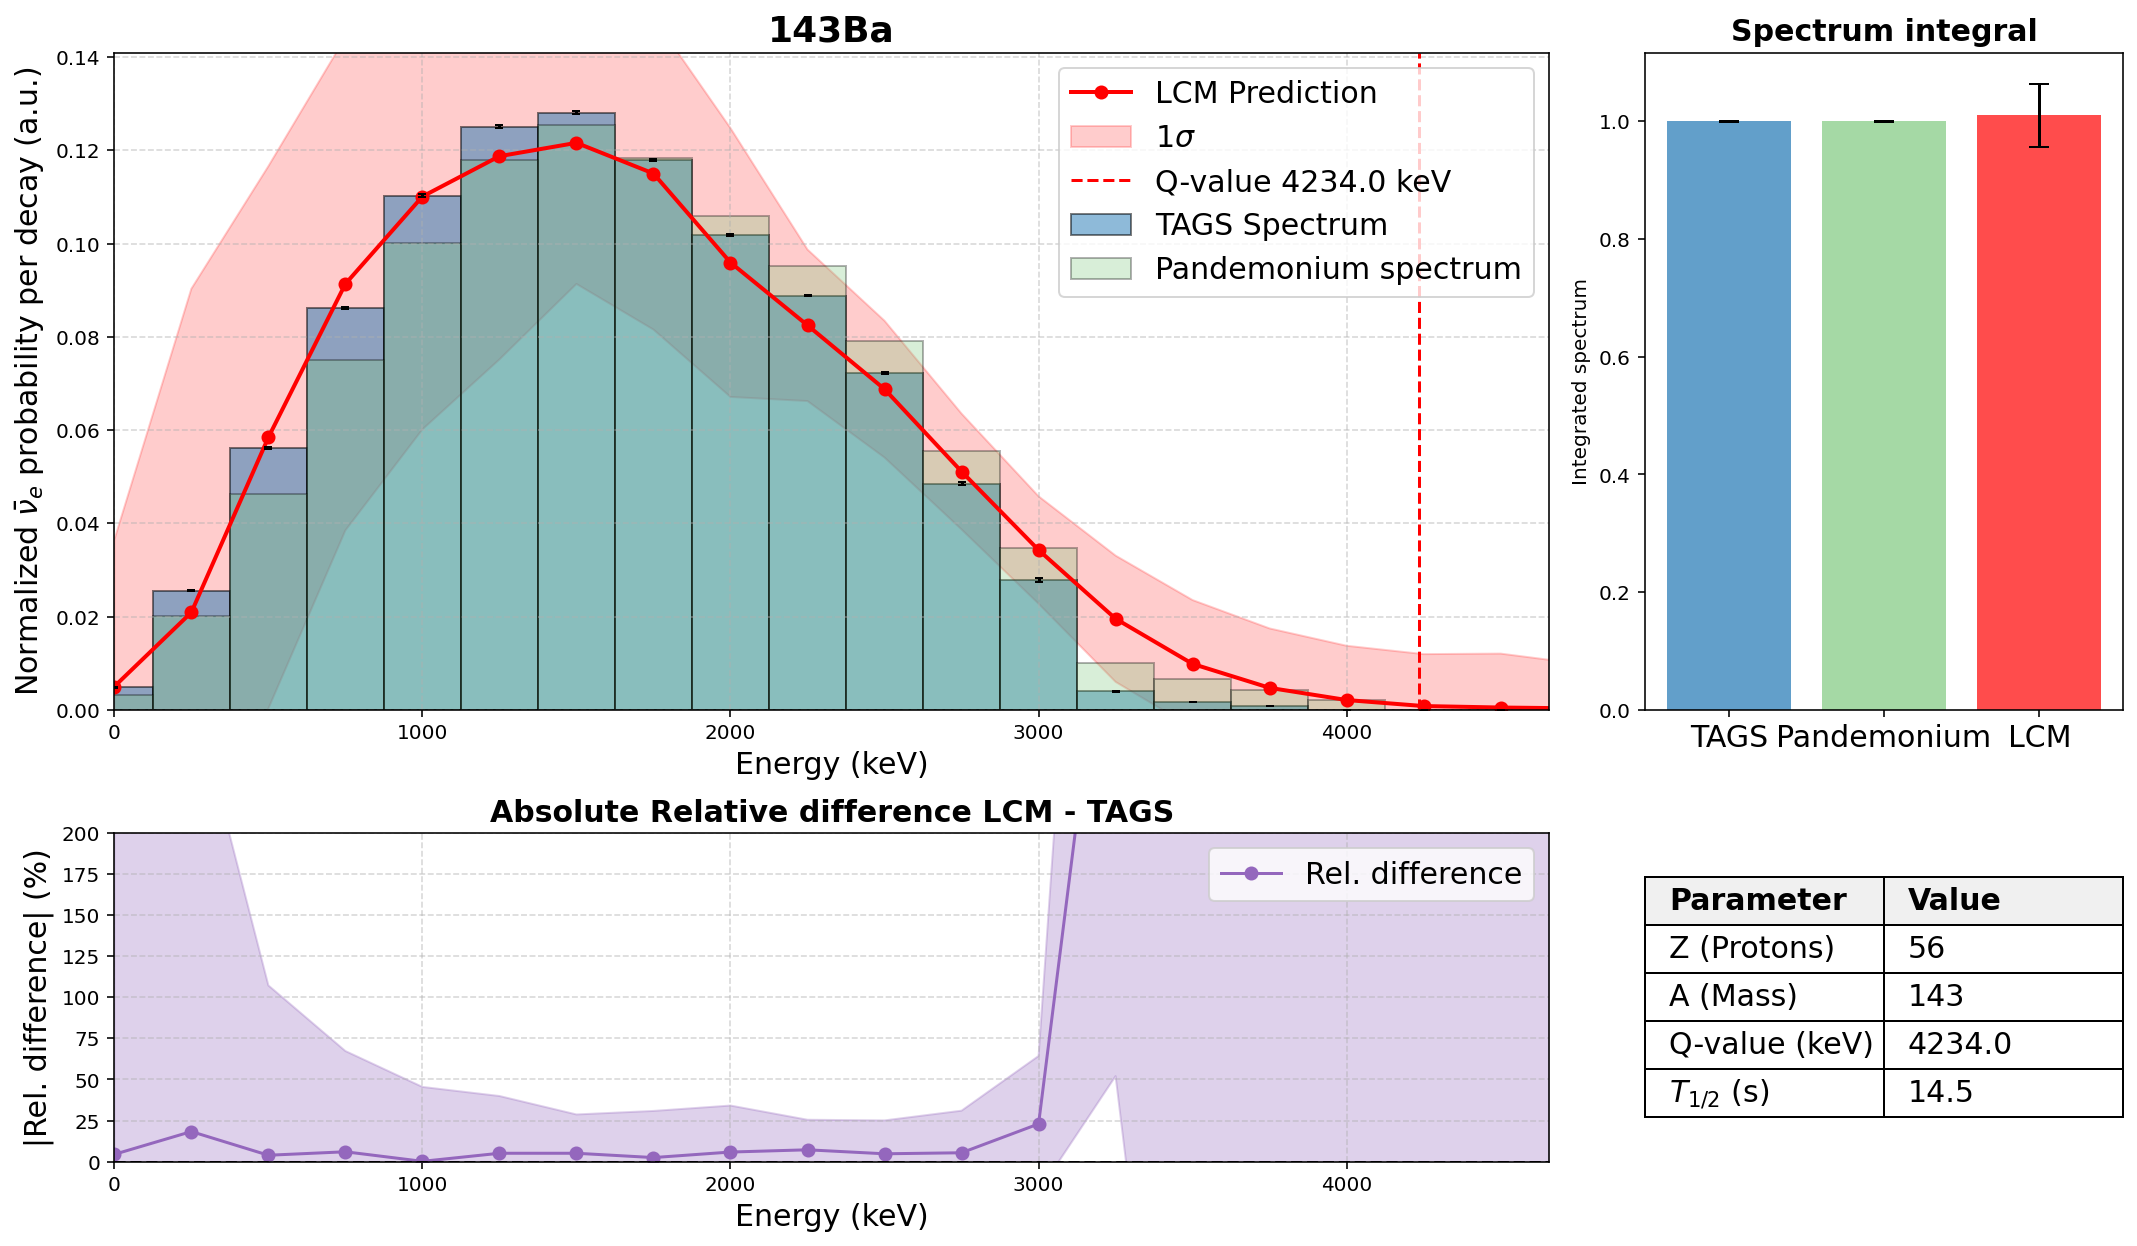 143Ba
Normalized ν̄e probability per decay (a.u.)
0.14
0.12
0.10
0.08
0.06
0.04
0.02
0.00
0 1000 2000 3000 4000
Energy (keV)
LCM Prediction
1σ
Q-value 4234.0 keV
TAGS Spectrum
Pandemonium spectrum
Spectrum integral
Integrated spectrum
1.0
0.8
0.6
0.4
0.2
0.0
TAGS Pandemonium LCM
Absolute Relative difference LCM - TAGS
|Rel. difference| (%)
200
175
150
125
100
75
50
25
0
0 1000 2000 3000 4000
Energy (keV)
Rel. difference
Parameter Value
Z (Protons) 56
A (Mass) 143
Q-value (keV) 4234.0
T1/2 (s) 14.5